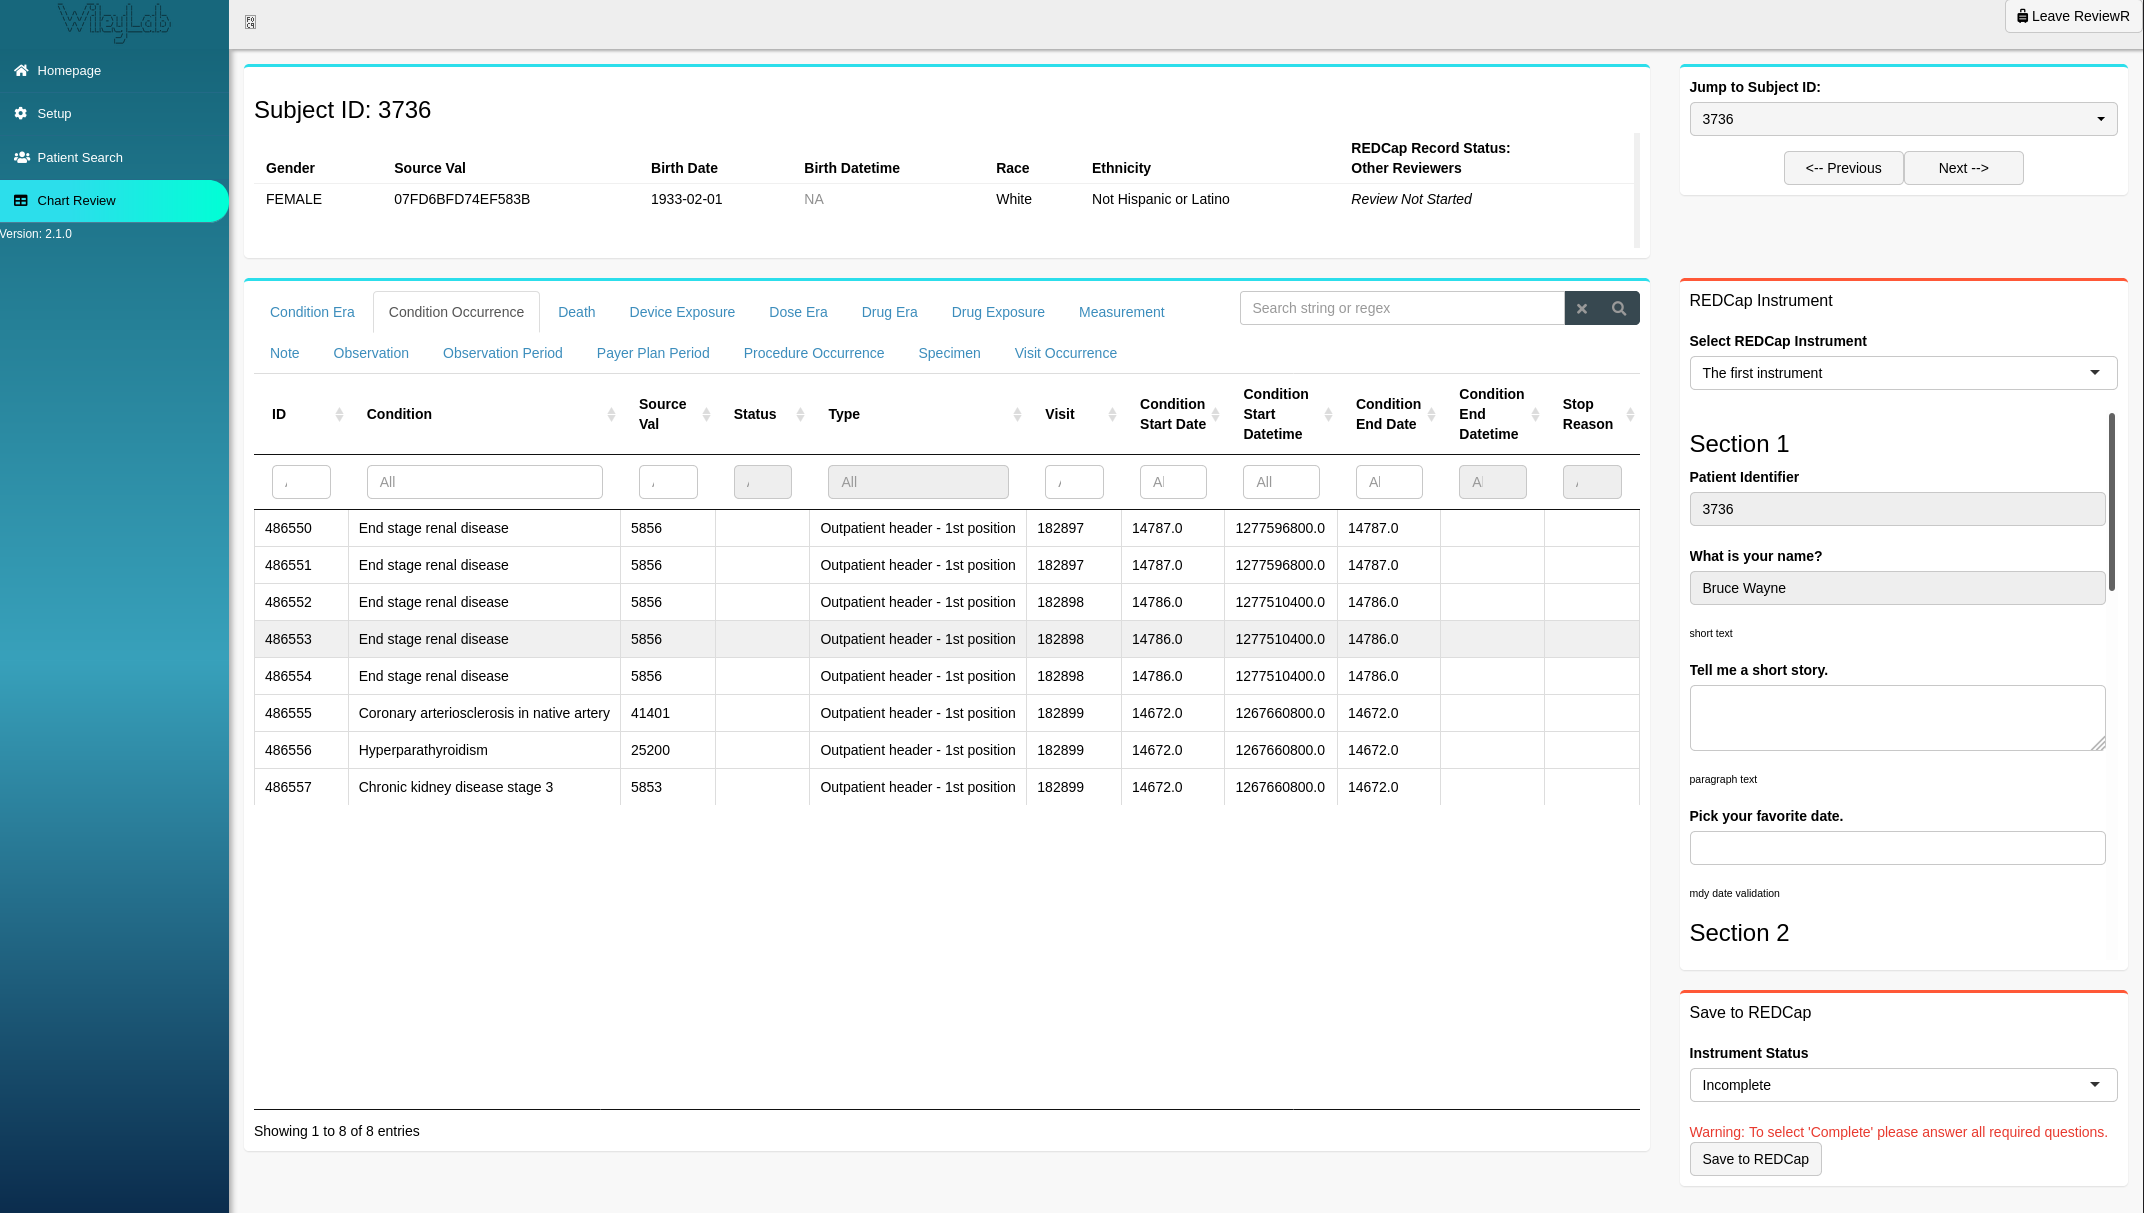 WileyLab
Homepage
Setup
Patient Search
Chart Review
Version: 2.1.0
Leave ReviewR
Subject ID: 3736
Gender Source Val Birth Date Birth Datetime Race Ethnicity REDCap Record Status: Other Reviewers
FEMALE 07FD6BFD74EF583B 1933-02-01 NA White Not Hispanic or Latino Review Not Started
Jump to Subject ID:
3736
<-- Previous Next -->
Condition Era Condition Occurrence Death Device Exposure Dose Era Drug Era Drug Exposure Measurement
Search string or regex
Note Observation Observation Period Payer Plan Period Procedure Occurrence Specimen Visit Occurrence
ID Condition Source Val Status Type Visit Condition Start Date Condition Start Datetime Condition End Date Condition End Datetime Stop Reason
All All All All All
486550 End stage renal disease 5856 Outpatient header - 1st position 182897 14787.0 1277596800.0 14787.0
486551 End stage renal disease 5856 Outpatient header - 1st position 182897 14787.0 1277596800.0 14787.0
486552 End stage renal disease 5856 Outpatient header - 1st position 182898 14786.0 1277510400.0 14786.0
486553 End stage renal disease 5856 Outpatient header - 1st position 182898 14786.0 1277510400.0 14786.0
486554 End stage renal disease 5856 Outpatient header - 1st position 182898 14786.0 1277510400.0 14786.0
486555 Coronary arteriosclerosis in native artery 41401 Outpatient header - 1st position 182899 14672.0 1267660800.0 14672.0
486556 Hyperparathyroidism 25200 Outpatient header - 1st position 182899 14672.0 1267660800.0 14672.0
486557 Chronic kidney disease stage 3 5853 Outpatient header - 1st position 182899 14672.0 1267660800.0 14672.0
Showing 1 to 8 of 8 entries
REDCap Instrument
Select REDCap Instrument
The first instrument
Section 1
Patient Identifier
3736
What is your name?
Bruce Wayne
short text
Tell me a short story.
paragraph text
Pick your favorite date.
mdy date validation
Section 2
Save to REDCap
Instrument Status
Incomplete
Warning: To select 'Complete' please answer all required questions.
Save to REDCap